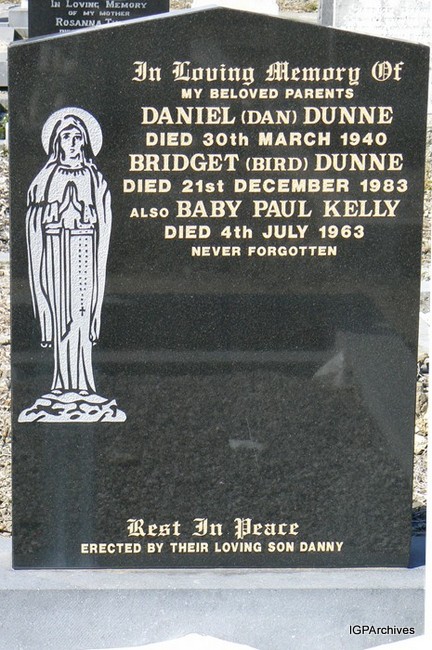 In Loving Memory
OF MY MOTHER
ROSANNA
In Loving Memory Of
MY BELOVED PARENTS
DANIEL (DAN) DUNNE
DIED 30th MARCH 1940
BRIDGET (BIRD) DUNNE
DIED 21st DECEMBER 1983
ALSO BABY PAUL KELLY
DIED 4th JULY 1963
NEVER FORGOTTEN
Rest In Peace
ERECTED BY THEIR LOVING SON DANNY
IGPArchives